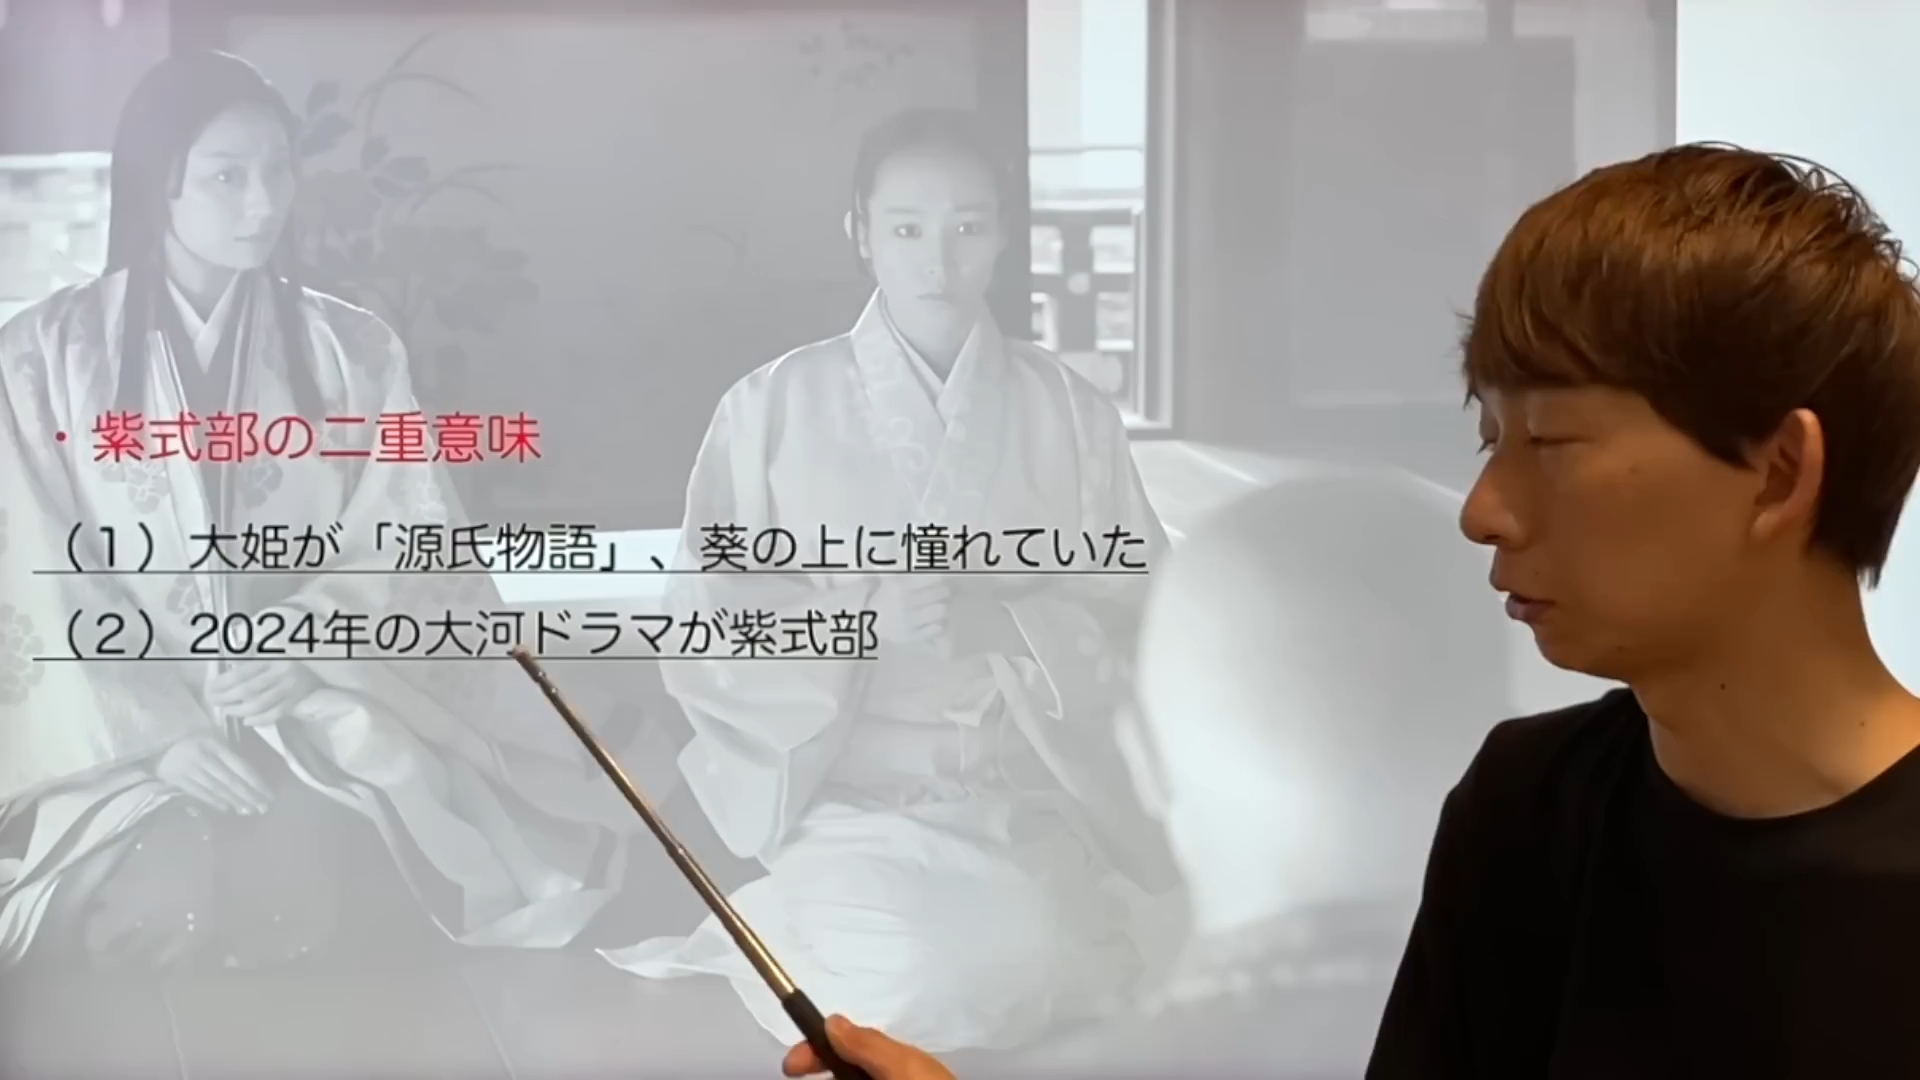 ・紫式部の二重意味
（１）大姫が「源氏物語」、葵の上に憧れていた
（２）2024年の大河ドラマが紫式部